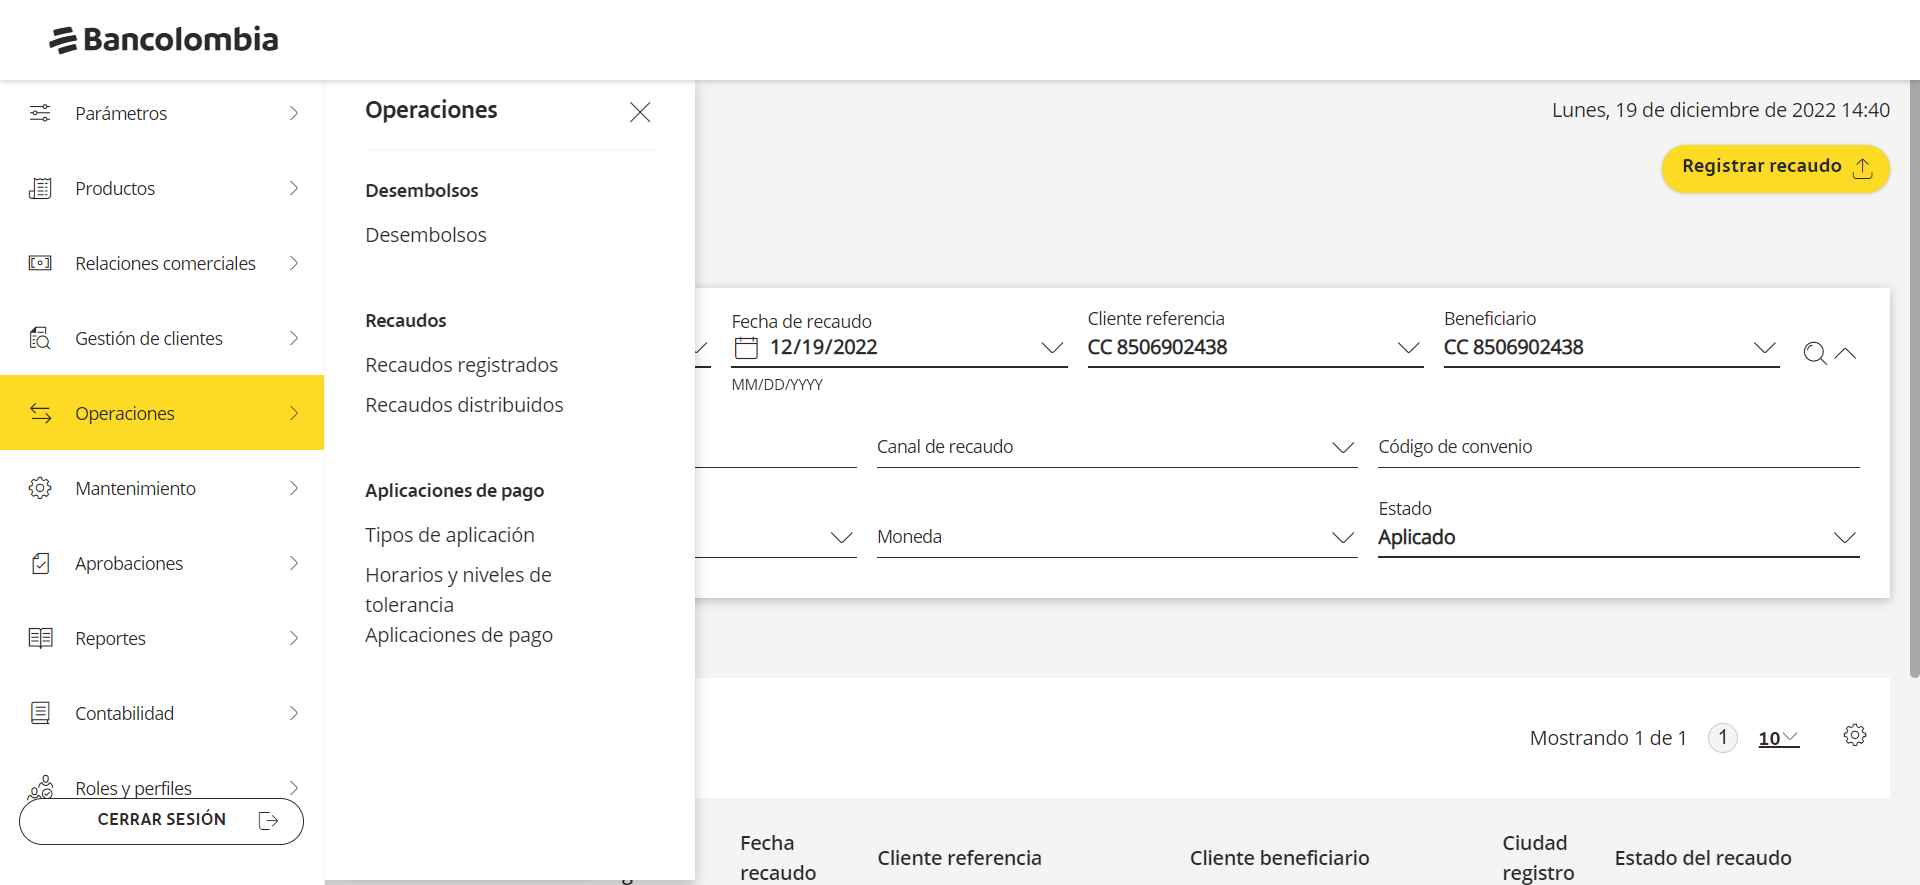 Bancolombia
Parámetros
Productos
Relaciones comerciales
Gestión de clientes
Operaciones
Mantenimiento
Aprobaciones
Reportes
Contabilidad
Roles y perfiles
CERRAR SESIÓN
Operaciones
Desembolsos
Desembolsos
Recaudos
Recaudos registrados
Recaudos distribuidos
Aplicaciones de pago
Tipos de aplicación
Horarios y niveles de
tolerancia
Aplicaciones de pago
Lunes, 19 de diciembre de 2022 14:40
Registrar recaudo
Fecha de recaudo
12/19/2022
MM/DD/YYYY
Cliente referencia
CC 8506902438
Beneficiario
CC 8506902438
Canal de recaudo
Código de convenio
Moneda
Estado
Aplicado
Mostrando 1 de 1 1 10
Fecha
recaudo
Cliente referencia
Cliente beneficiario
Ciudad
registro
Estado del recaudo